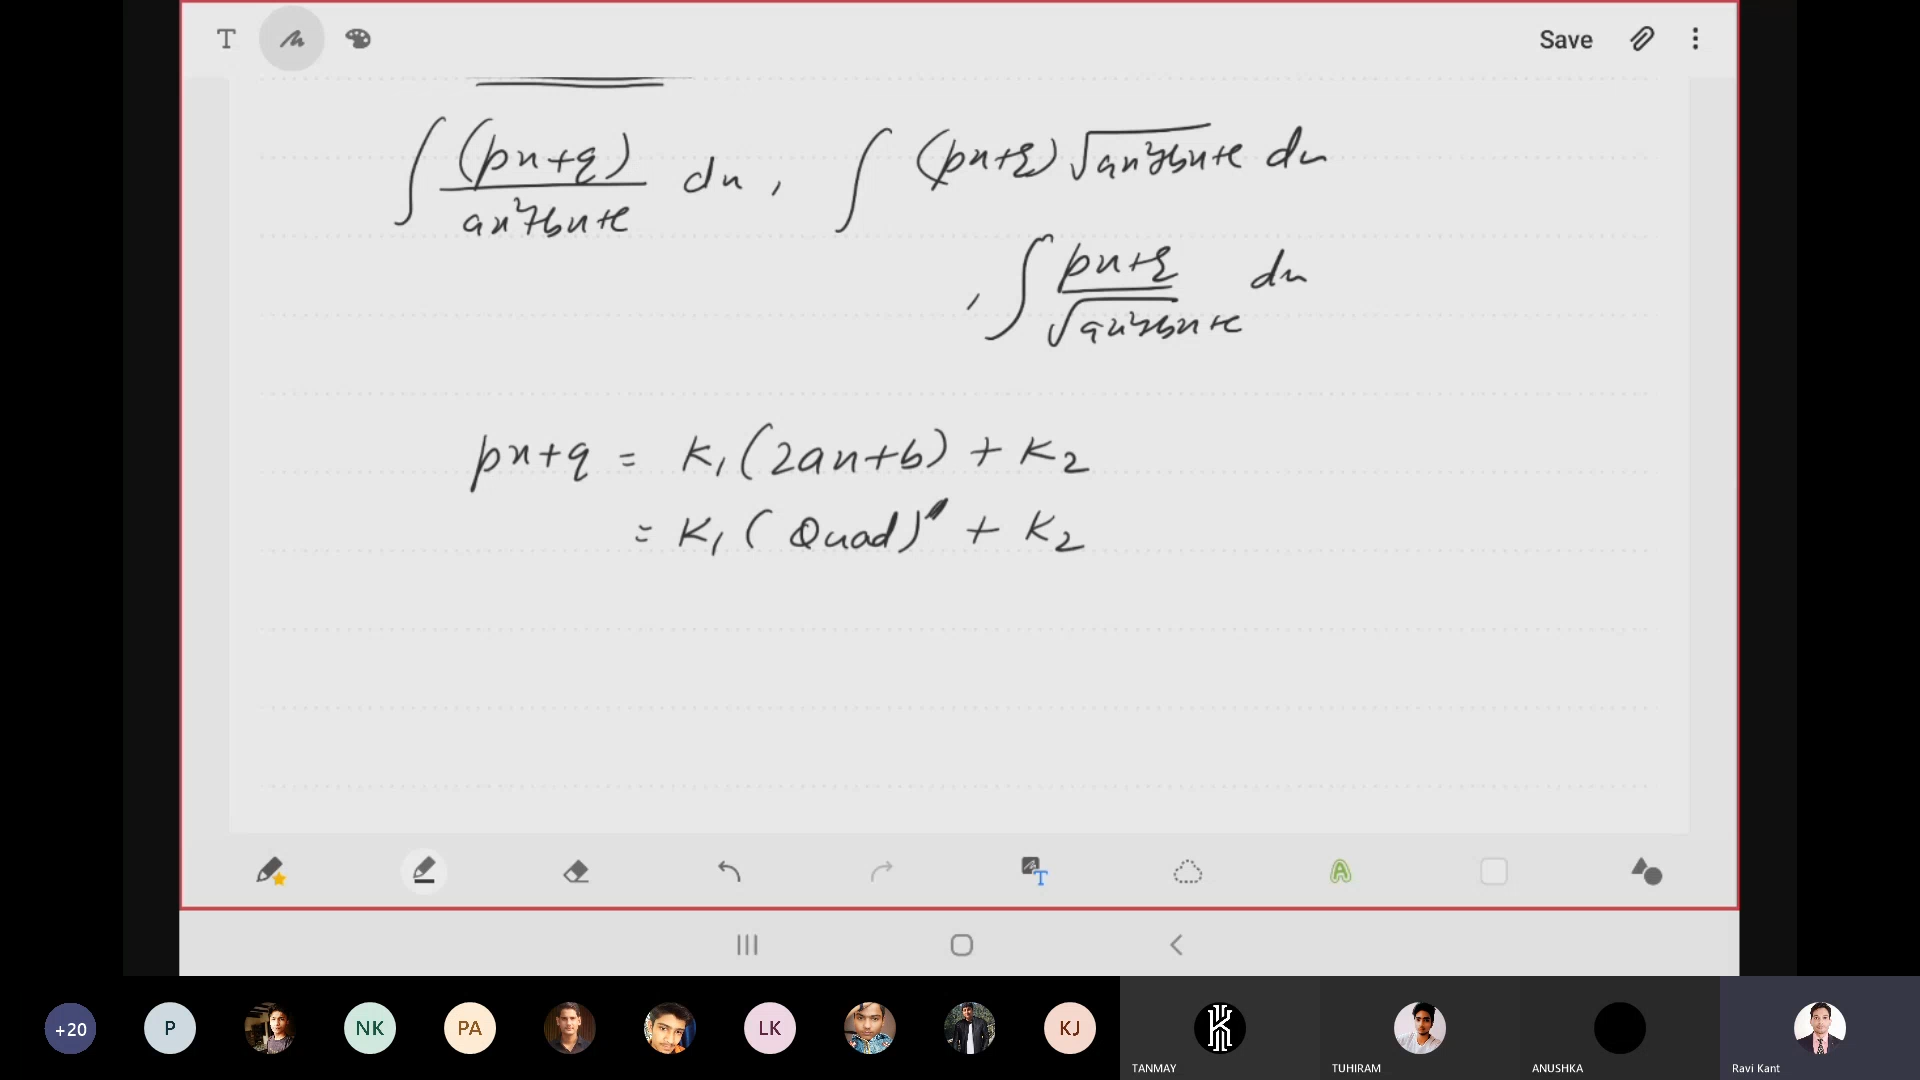 T Save
∫ (px+q)/(ax²+bx+c) dx , ∫ (px+q) √(ax²+bx+c) dx
, ∫ (px+q)/√(ax²+bx+c) dx
px+q = K₁(2ax+b) + K₂
= K₁( Quad)' + K₂
T A
+20 P NK PA LK KJ
TANMAY TUHIRAM ANUSHKA Ravi Kant